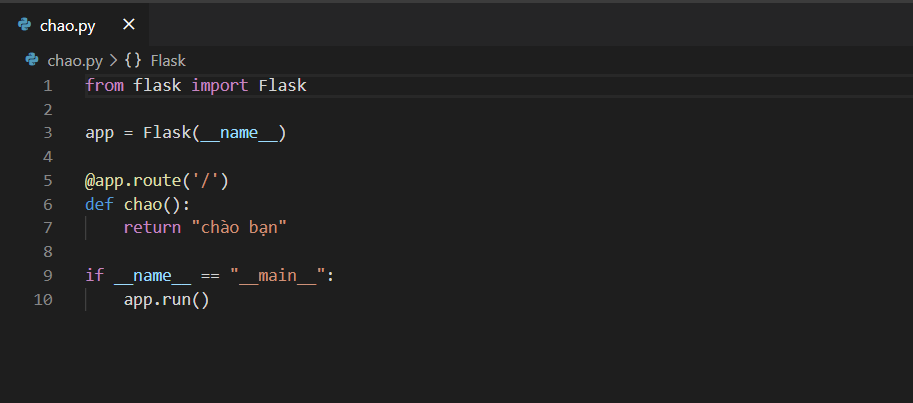 chao.py
chao.py > {} Flask
1 from flask import Flask
2
3 app = Flask(__name__)
4
5 @app.route('/')
6 def chao():
7     return "chào bạn"
8
9 if __name__ == "__main__":
10     app.run()